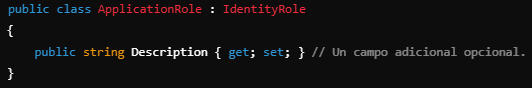 public class ApplicationRole : IdentityRole
{
    public string Description { get; set; } // Un campo adicional opcional.
}